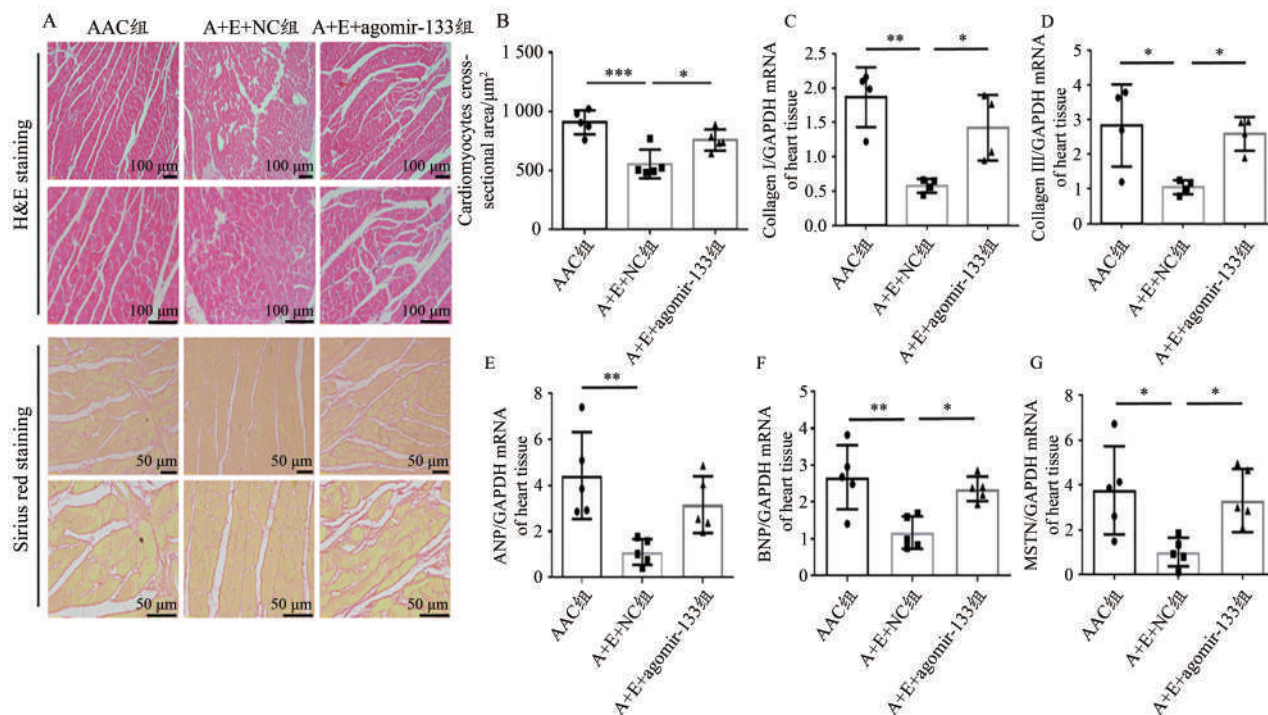 A
AAC组
A+E+NC组
A+E+agomir-133组
H&E staining
100 μm
100 μm
100 μm
100 μm
100 μm
100 μm
Sirius red staining
50 μm
50 μm
50 μm
50 μm
50 μm
50 μm
B
Cardiomyocytes cross-
sectional area/μm²
1 500
1 000
500
0
***
*
AAC组
A+E+NC组
A+E+agomir-133组
C
Collagen I/GAPDH mRNA
of heart tissue
2.5
2.0
1.5
1.0
0.5
0.0
**
*
AAC组
A+E+NC组
A+E+agomir-133组
D
Collagen III/GAPDH mRNA
of heart tissue
5
4
3
2
1
0
*
*
AAC组
A+E+NC组
A+E+agomir-133组
E
ANP/GAPDH mRNA
of heart tissue
8
6
4
2
0
**
AAC组
A+E+NC组
A+E+agomir-133组
F
BNP/GAPDH mRNA
of heart tissue
5
4
3
2
1
0
**
*
AAC组
A+E+NC组
A+E+agomir-133组
G
MSTN/GAPDH mRNA
of heart tissue
8
6
4
2
0
*
*
AAC组
A+E+NC组
A+E+agomir-133组